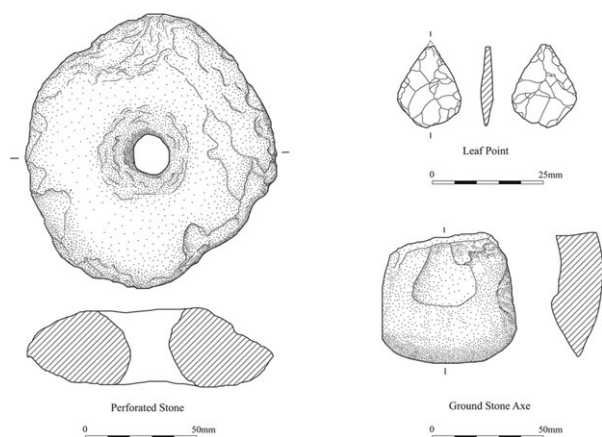 Leaf Point
0 25mm
Perforated Stone
0 50mm
Ground Stone Axe
0 50mm